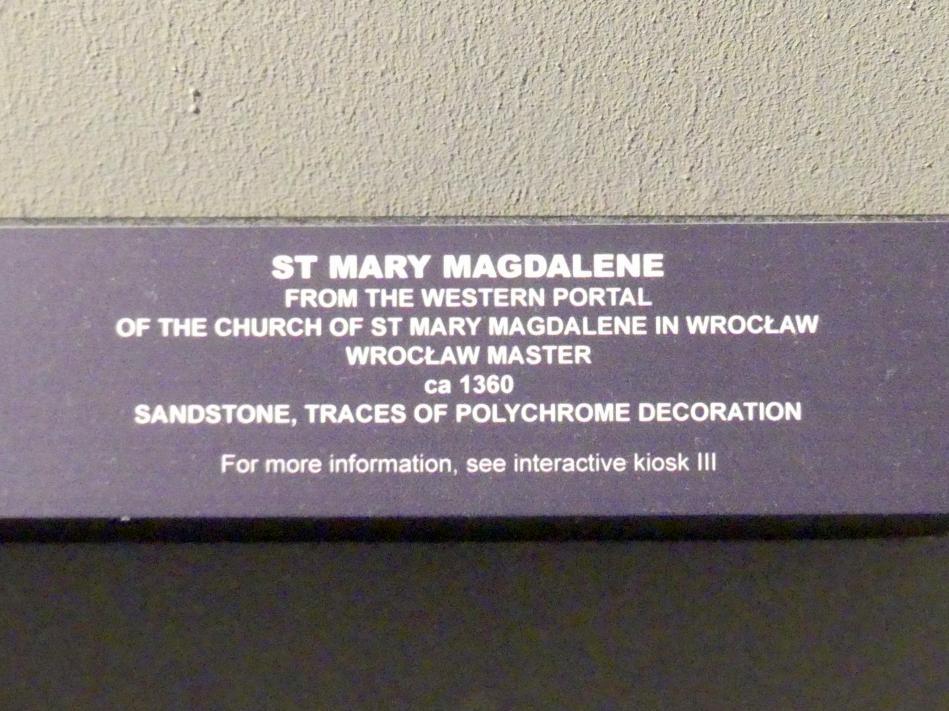 ST MARY MAGDALENE
FROM THE WESTERN PORTAL
OF THE CHURCH OF ST MARY MAGDALENE IN WROCŁAW
WROCŁAW MASTER
ca 1360
SANDSTONE, TRACES OF POLYCHROME DECORATION
For more information, see interactive kiosk III